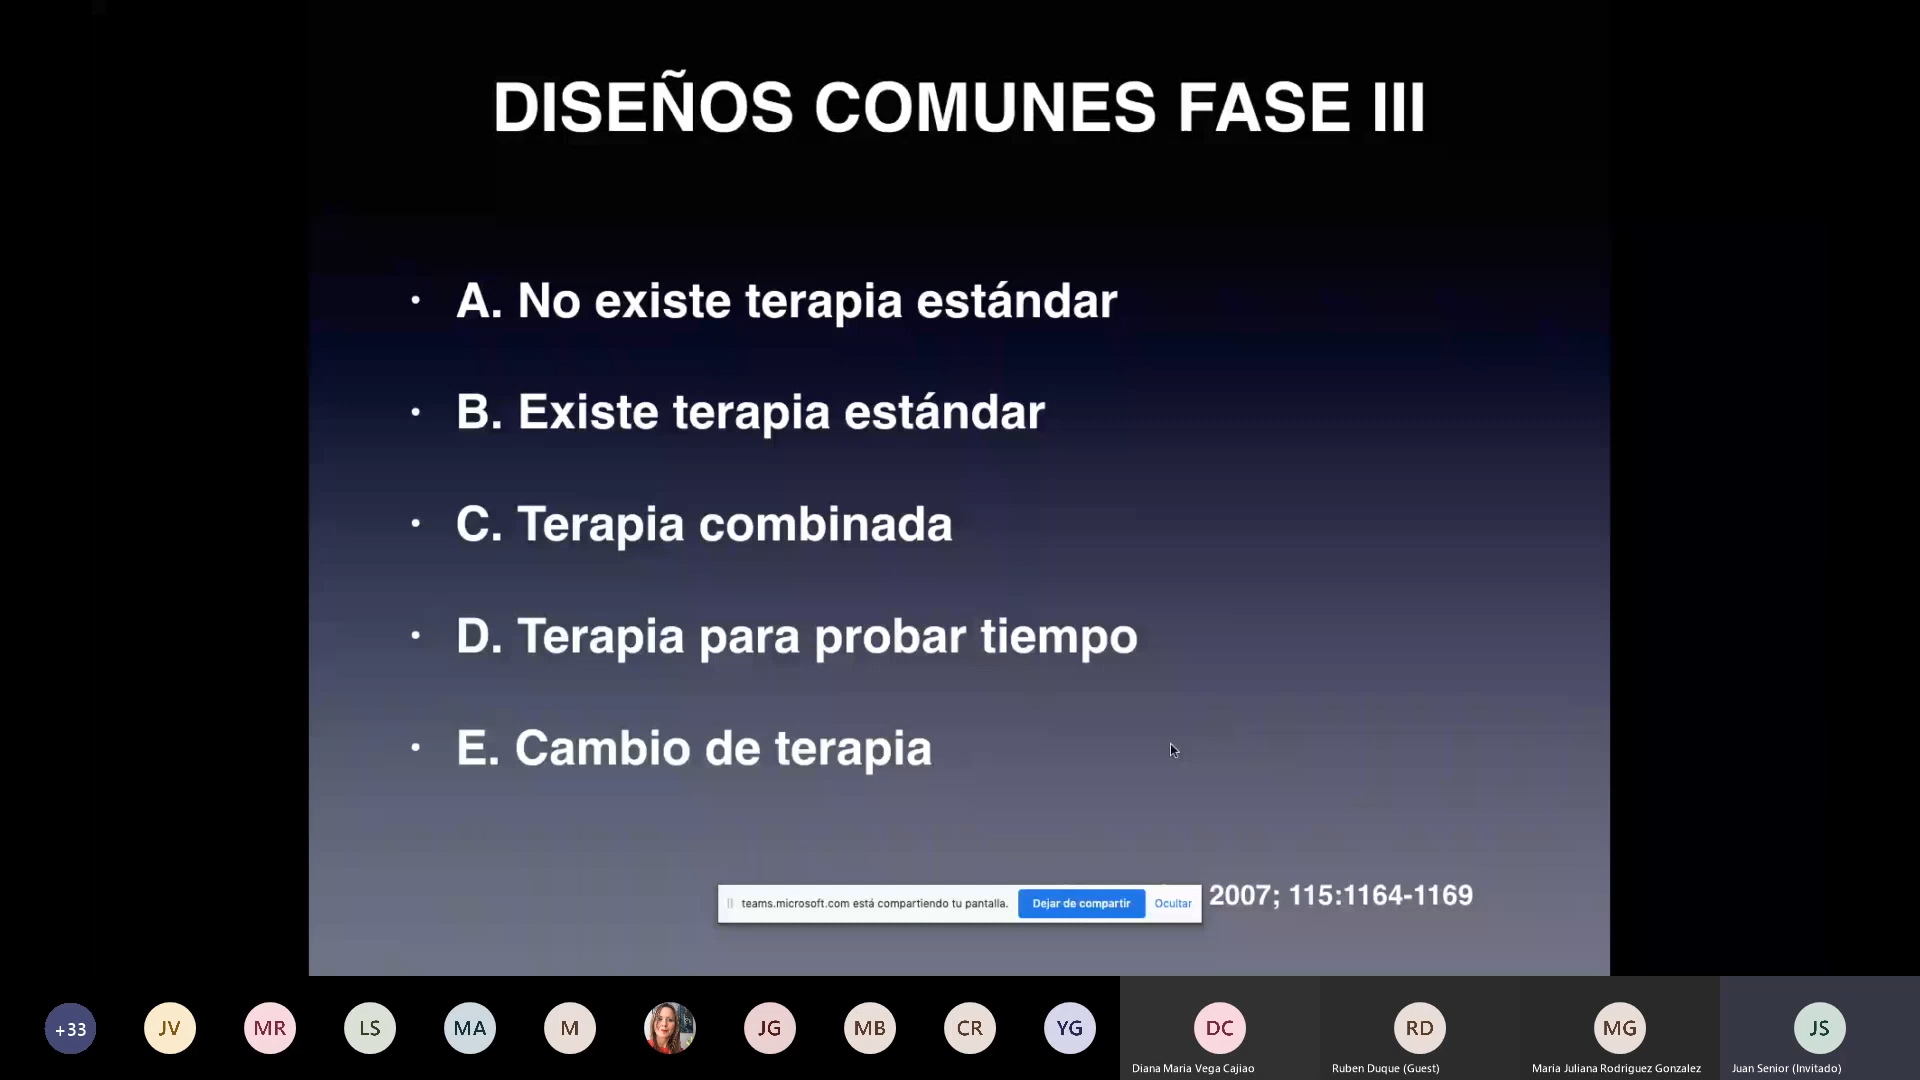 DISEÑOS COMUNES FASE III
• A. No existe terapia estándar
• B. Existe terapia estándar
• C. Terapia combinada
• D. Terapia para probar tiempo
• E. Cambio de terapia
2007; 115:1164-1169
teams.microsoft.com está compartiendo tu pantalla. Dejar de compartir Ocultar
+33 JV MR LS MA M JG MB CR YG DC RD MG JS
Diana Maria Vega Cajiao Ruben Duque (Guest) Maria Juliana Rodriguez Gonzalez Juan Senior (Invitado)